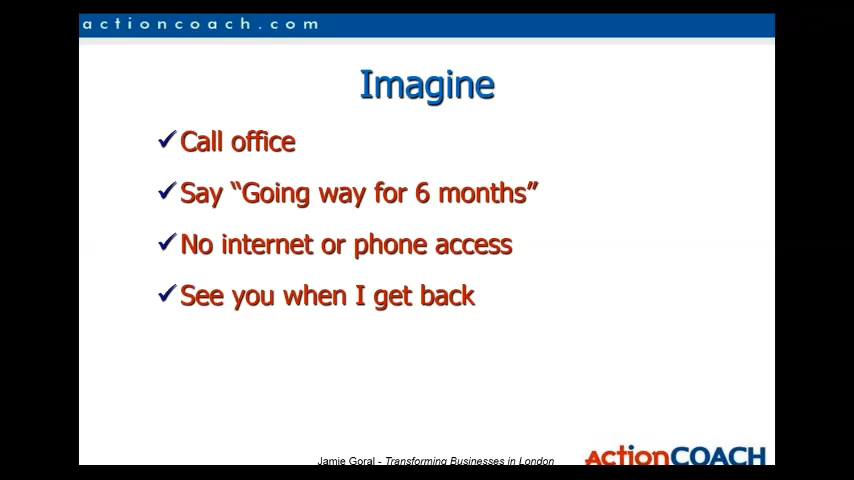 actioncoach.com
Imagine
✓ Call office
✓ Say “Going way for 6 months”
✓ No internet or phone access
✓ See you when I get back
Jamie Goral - Transforming Businesses in London
ActionCOACH